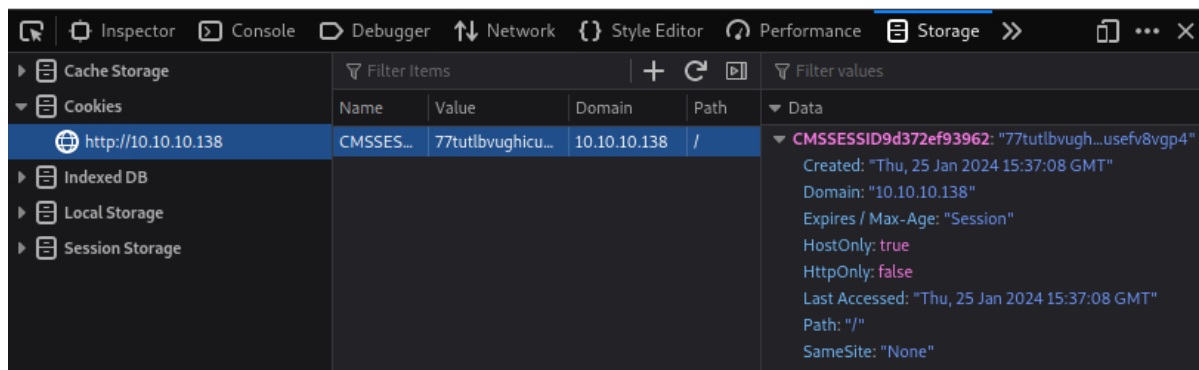 Inspector Console Debugger Network Style Editor Performance Storage
Cache Storage
Cookies
http://10.10.10.138
Indexed DB
Local Storage
Session Storage
Filter Items
Name Value Domain Path
CMSSES... 77tutlbvughicu... 10.10.10.138 /
Filter values
Data
CMSSESSID9d372ef93962: "77tutlbvugh...usefv8vgp4"
Created: "Thu, 25 Jan 2024 15:37:08 GMT"
Domain: "10.10.10.138"
Expires / Max-Age: "Session"
HostOnly: true
HttpOnly: false
Last Accessed: "Thu, 25 Jan 2024 15:37:08 GMT"
Path: "/"
SameSite: "None"